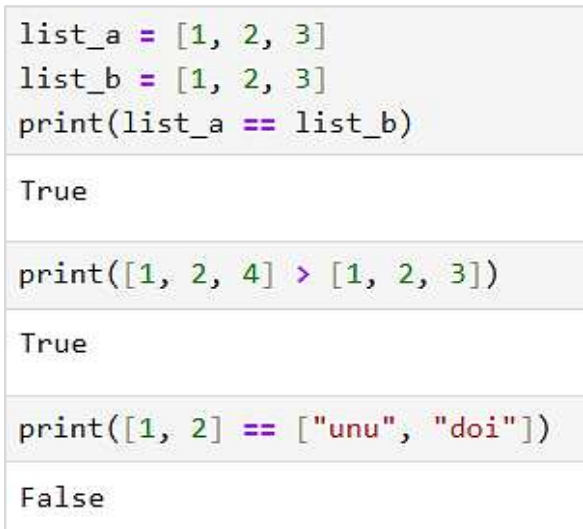 list_a = [1, 2, 3]
list_b = [1, 2, 3]
print(list_a == list_b)
True
print([1, 2, 4] > [1, 2, 3])
True
print([1, 2] == ["unu", "doi"])
False